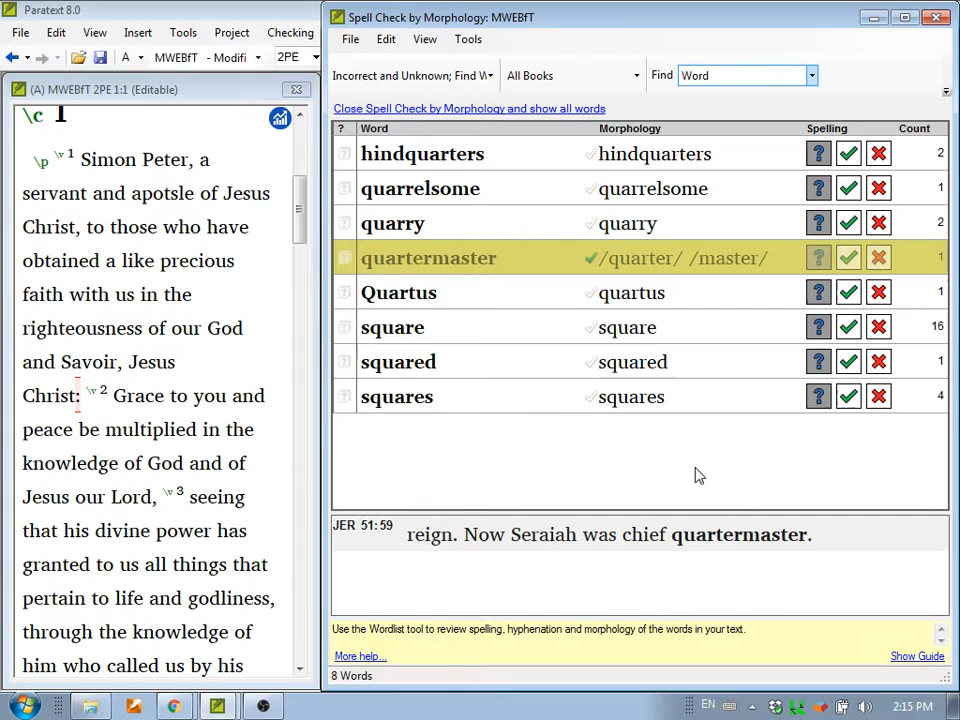 Paratext 8.0
File Edit View Insert Tools Project Checking
A MWEBfT - Modifi 2PE
(A) MWEBfT 2PE 1:1 (Editable)
\c 1
\p \v 1 Simon Peter, a
servant and apotsle of Jesus
Christ, to those who have
obtained a like precious
faith with us in the
righteousness of our God
and Savoir, Jesus
Christ: \v 2 Grace to you and
peace be multiplied in the
knowledge of God and of
Jesus our Lord, \v 3 seeing
that his divine power has
granted to us all things that
pertain to life and godliness,
through the knowledge of
him who called us by his
Spell Check by Morphology: MWEBfT
File Edit View Tools
Incorrect and Unknown; Find W All Books Find Word
Close Spell Check by Morphology and show all words
? Word Morphology Spelling Count
hindquarters hindquarters ? 2
quarrelsome quarrelsome ? 1
quarry quarry ? 2
quartermaster /quarter/ /master/ ? 1
Quartus quartus ? 1
square square ? 16
squared squared ? 1
squares squares ? 4
JER 51:59 reign. Now Seraiah was chief quartermaster.
Use the Wordlist tool to review spelling, hyphenation and morphology of the words in your text.
More help... Show Guide
8 Words
EN 2:15 PM